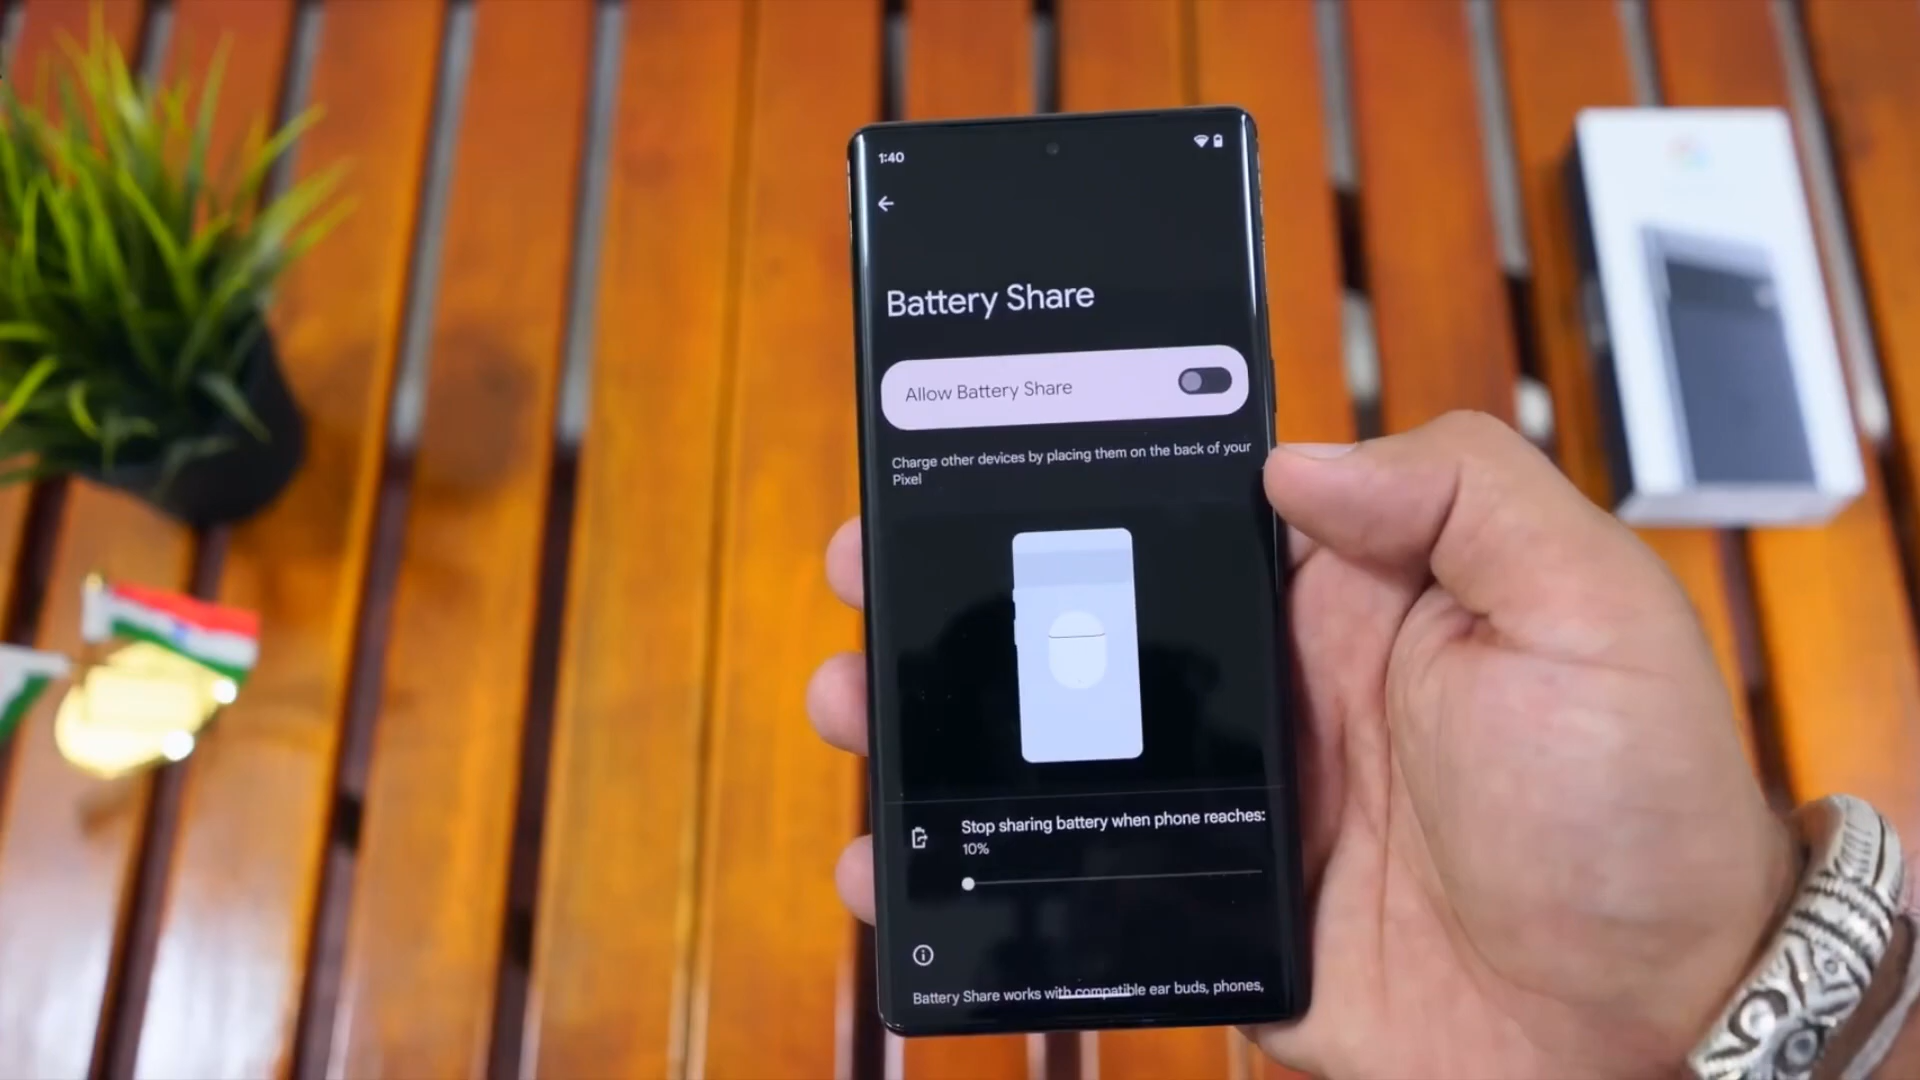 1:40
Battery Share
Allow Battery Share
Charge other devices by placing them on the back of your
Pixel
Stop sharing battery when phone reaches:
10%
Battery Share works with compatible ear buds, phones,